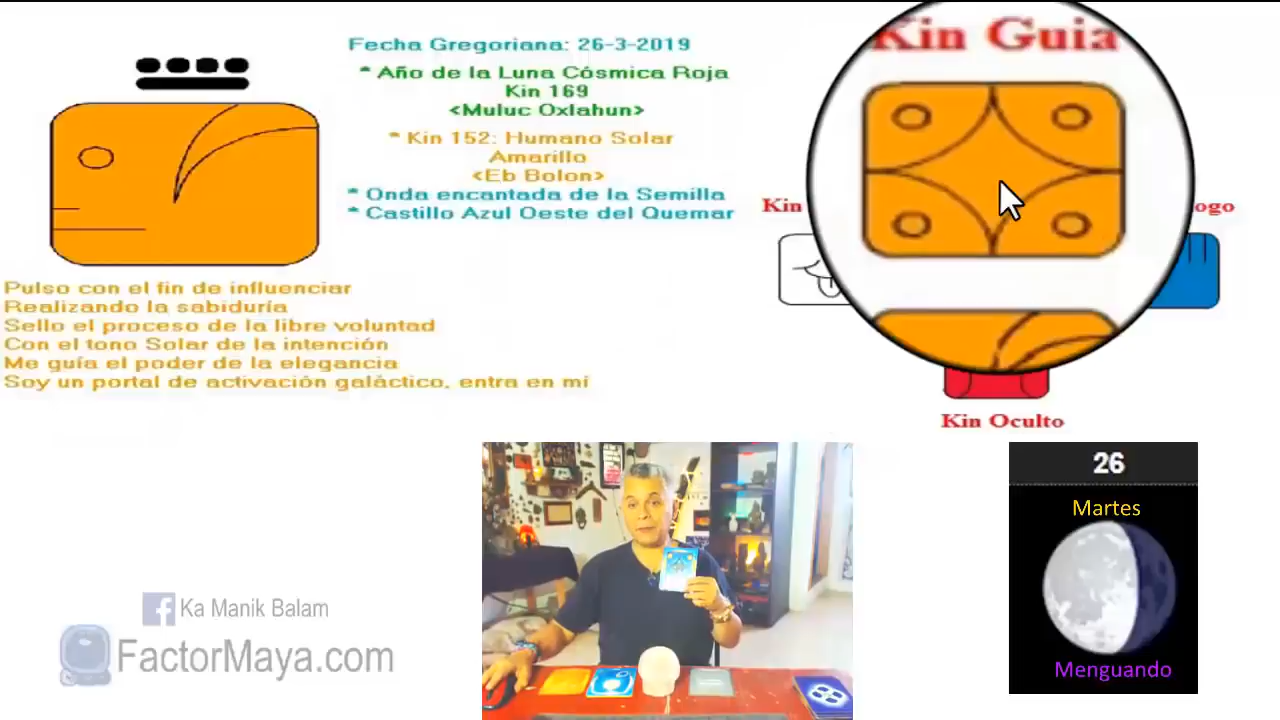 Fecha Gregoriana: 26-3-2019
* Año de la Luna Cósmica Roja
Kin 169
<Muluc Oxlahun>
* Kin 152: Humano Solar
Amarillo
<Eb Bolon>
* Onda encantada de la Semilla
* Castillo Azul Oeste del Quemar
Pulso con el fin de influenciar
Realizando la sabiduría
Sello el proceso de la libre voluntad
Con el tono Solar de la intención
Me guía el poder de la elegancia
Soy un portal de activación galáctico, entra en mi
Kin Guia
Kin
ogo
Kin Oculto
26
Martes
Menguando
Ka Manik Balam
FactorMaya.com